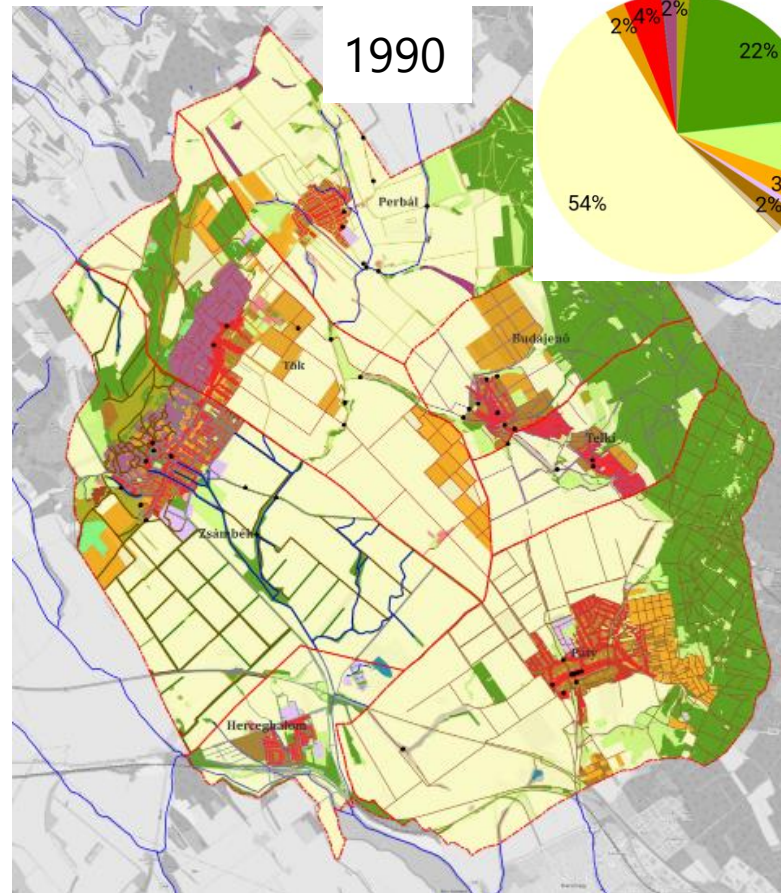 1990
2%
4%
2%
22%
3
2%
54%
Perbál
Budajenő
Tök
Telki
Zsámbék
Páty
Herceghalom